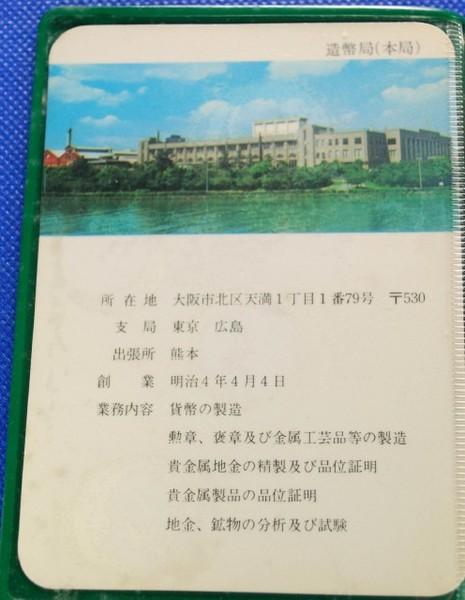 造幣局(本局)
所在地 大阪市北区天満1丁目1番79号 〒530
支局 東京 広島
出張所 熊本
創業 明治4年4月4日
業務内容 貨幣の製造
勲章、褒章及び金属工芸品等の製造
貴金属地金の精製及び品位証明
貴金属製品の品位証明
地金、鉱物の分析及び試験